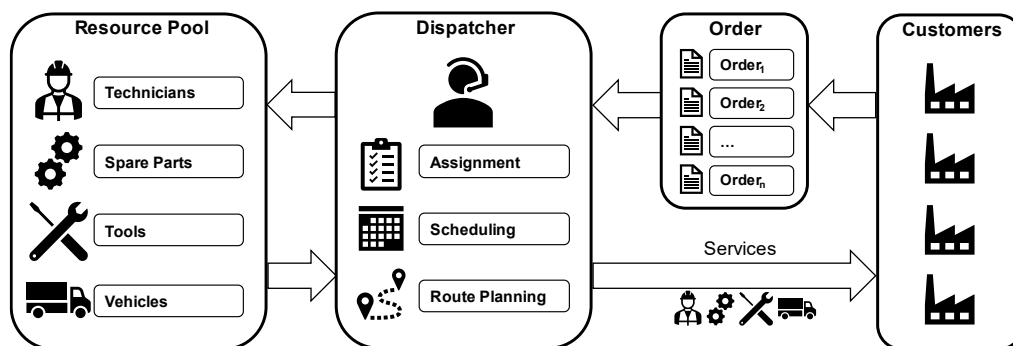 Resource Pool
Technicians
Spare Parts
Tools
Vehicles
Dispatcher
Assignment
Scheduling
Route Planning
Order
Order₁
Order₂
...
Orderₙ
Services
Customers